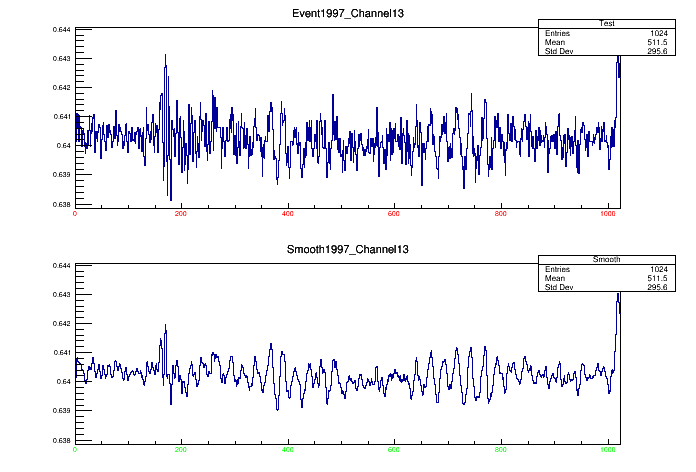 Event1997_Channel13
Test
Entries 1024
Mean 511.5
Std Dev 295.6
0.644
0.643
0.642
0.641
0.64
0.639
0.638
0 200 400 600 800 1000
Smooth1997_Channel13
Smooth
Entries 1024
Mean 511.5
Std Dev 295.6
0.644
0.643
0.642
0.641
0.64
0.639
0.638
0 200 400 600 800 1000